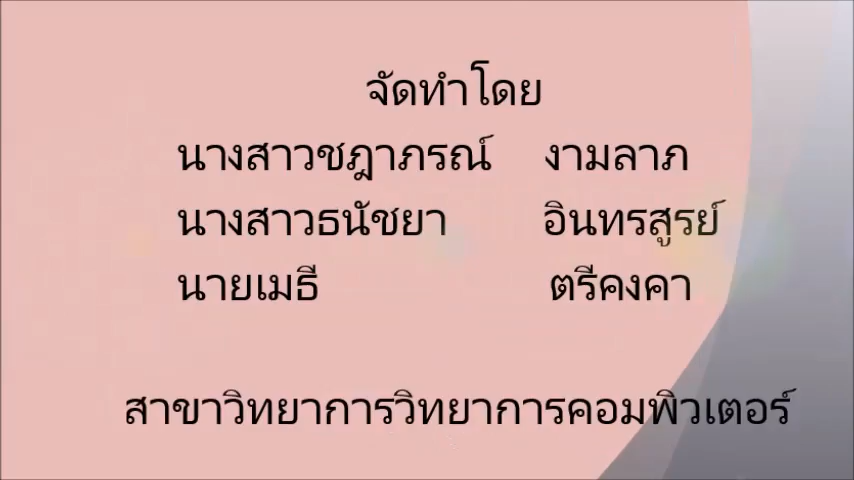 จัดทำโดย
นางสาวชฎาภรณ์ งามลาภ
นางสาวธนัชยา อินทรสูรย์
นายเมธี ตรีคงคา
สาขาวิทยาการวิทยาการคอมพิวเตอร์